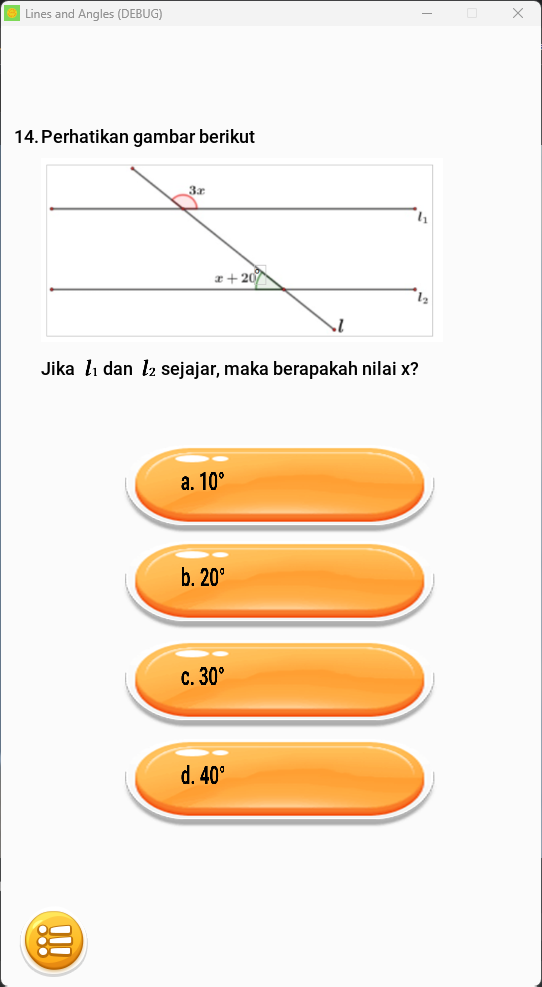 Lines and Angles (DEBUG)
14. Perhatikan gambar berikut
3x
l₁
x + 20°
l₂
l
Jika l₁ dan l₂ sejajar, maka berapakah nilai x?
a. 10°
b. 20°
c. 30°
d. 40°